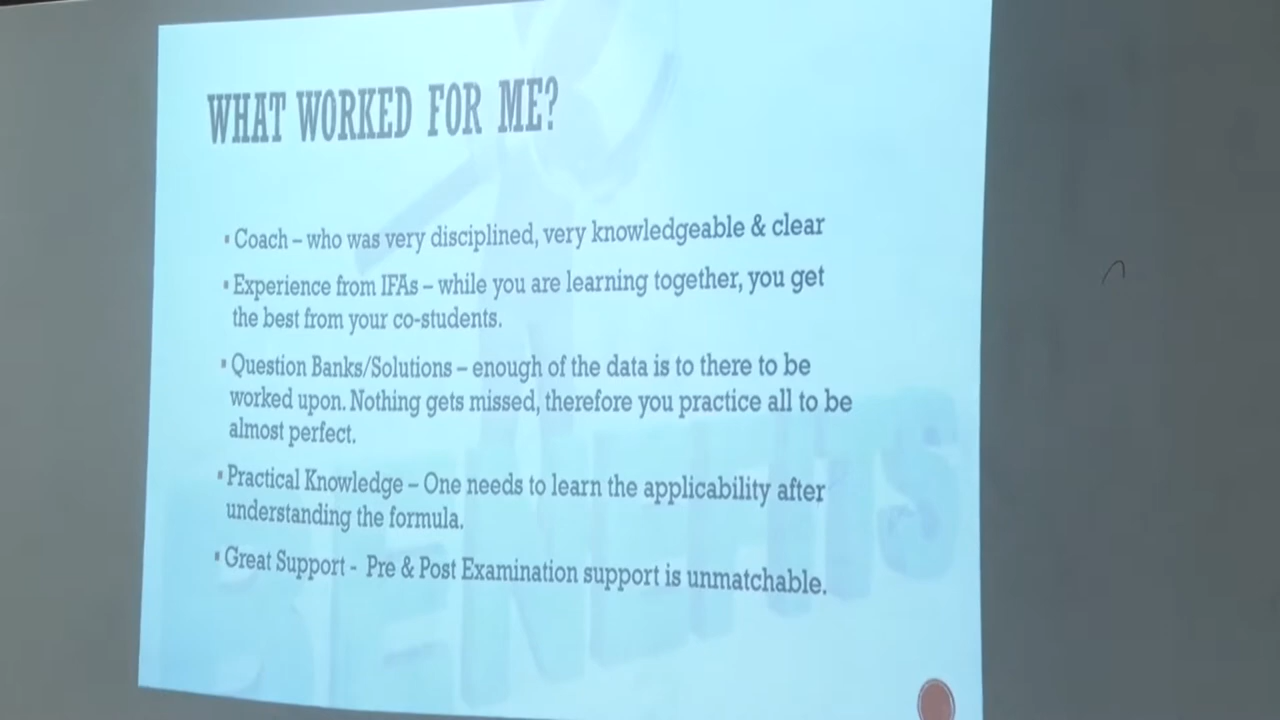 WHAT WORKED FOR ME?
▪ Coach – who was very disciplined, very knowledgeable & clear
▪ Experience from IFAs – while you are learning together, you get
the best from your co-students.
▪ Question Banks/Solutions – enough of the data is to there to be
worked upon. Nothing gets missed, therefore you practice all to be
almost perfect.
▪ Practical Knowledge – One needs to learn the applicability after
understanding the formula.
▪ Great Support - Pre & Post Examination support is unmatchable.
BENEFITS